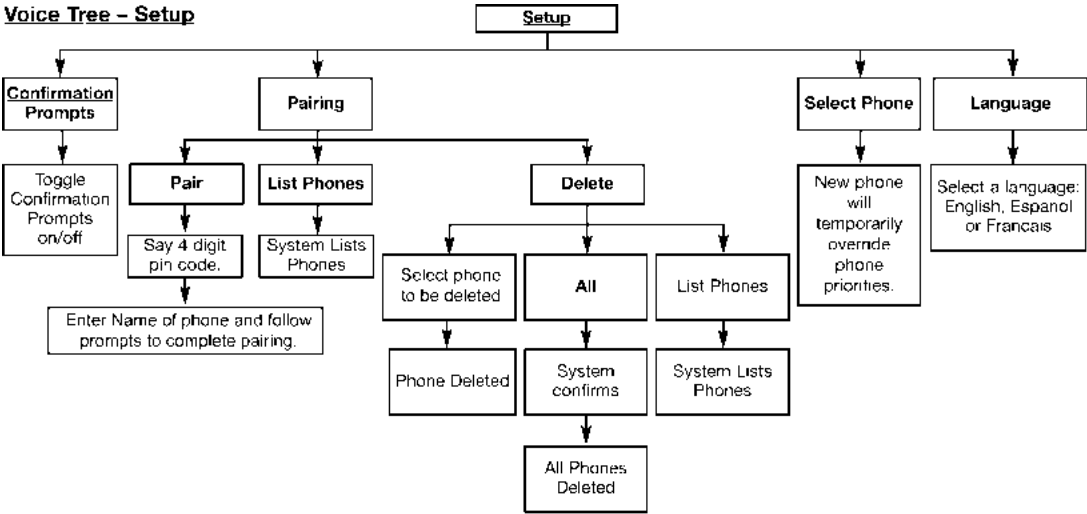 Voice Tree – Setup
Setup
Confirmation
Prompts
Pairing
Select Phone
Language
Toggle
Confirmation
Prompts
on/off
Pair
List Phones
Delete
New phone
will
temporarily
override
phone
priorities.
Select a language:
English, Espanol
or Francais
Say 4 digit
pin code.
System Lists
Phones
Select phone
to be deleted
All
List Phones
Enter Name of phone and follow
prompts to complete pairing.
Phone Deleted
System
confirms
System Lists
Phones
All Phones
Deleted